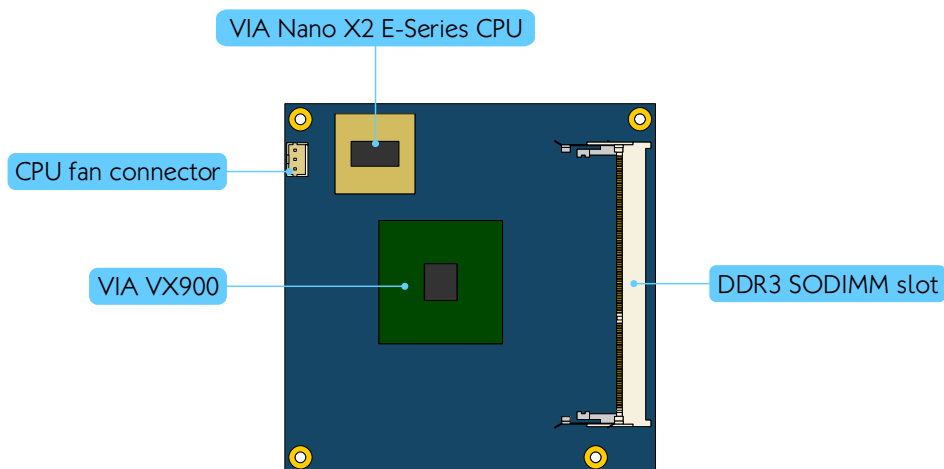 VIA Nano X2 E-Series CPU
CPU fan connector
VIA VX900
DDR3 SODIMM slot